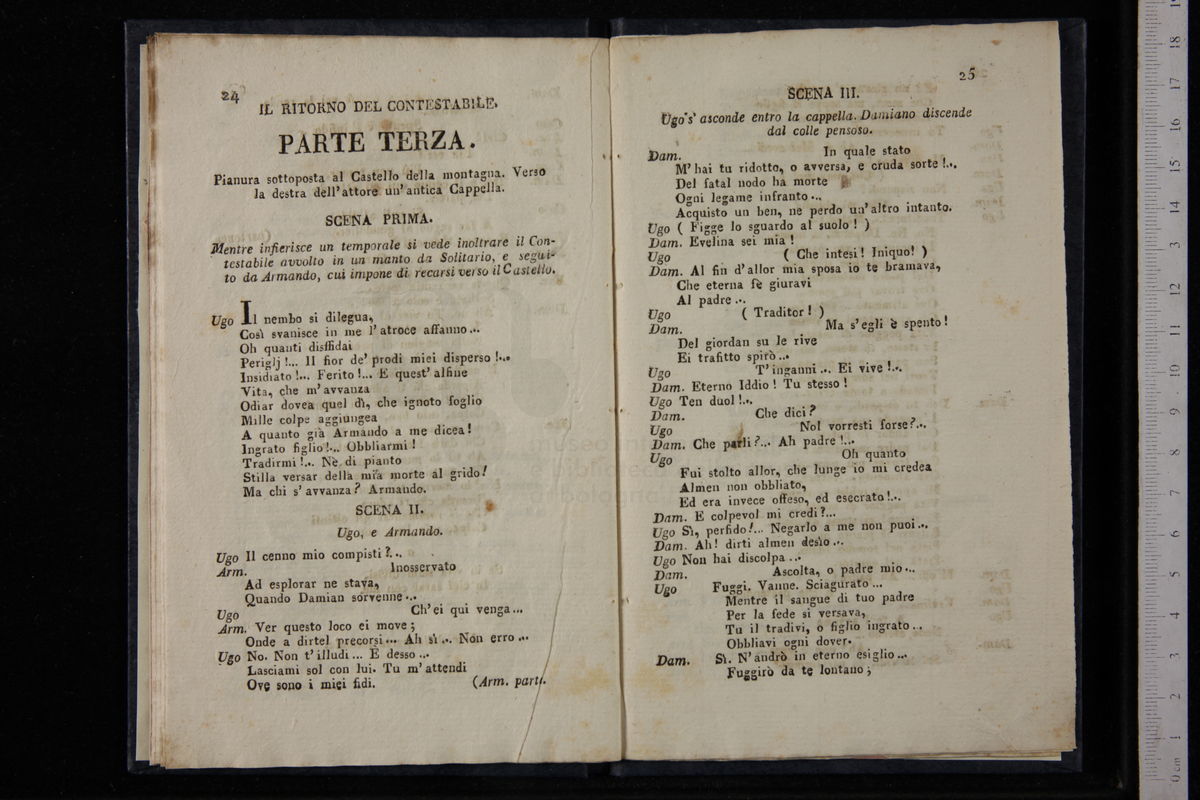 24
IL RITORNO DEL CONTESTABILE.
PARTE TERZA.
Pianura sottoposta al Castello della montagna. Verso
la destra dell'attore un'antica Cappella.
SCENA PRIMA.
Mentre infierisce un temporale si vede inoltrare il Con-
testabile avvolto in un manto da Solitario, e segui-
to da Armando, cui impone di recarsi verso il Castello.
Ugo Il nembo si dilegua,
Così svanisce in me l'atroce affanno...
Oh quanti disffidai
Periglj!... Il fior de' prodi miei disperso!...
Insidiato!... Ferito!... E quest' alfine
Vita, che m'avvanza
Odiar dovea quel dì, che ignoto foglio
Mille colpe aggiungea
A quanto già Armando a me dicea!
Ingrato figlio!... Obbliarmi!
Tradirmi!.. Nè di pianto
Stilla versar della mia morte al grido!
Ma chi s'avvanza? Armando.
SCENA II.
Ugo, e Armando.
Ugo Il cenno mio compisti?...
Arm. Inosservato
Ad esplorar ne stava,
Quando Damian sorvenne...
Ugo Ch'ei qui venga...
Arm. Ver questo loco ei move;
Onde a dirtel precorsi... Ah sì... Non erro...
Ugo No. Non t'illudi... E desso...
Lasciami sol con lui. Tu m'attendi
Ove sono i miei fidi. (Arm. parte.
25
SCENA III.
Ugo s' asconde entro la cappella. Damiano discende
dal colle pensoso.
Dam. In quale stato
M'hai tu ridotto, o avversa, e cruda sorte!...
Del fatal nodo ha morte
Ogni legame infranto...
Acquisto un ben, ne perdo un'altro intanto.
Ugo ( Figge lo sguardo al suolo! )
Dam. Evelina sei mia!
Ugo ( Che intesi! Iniquo! )
Dam. Al fin d'allor mia sposa io te bramava,
Che eterna fè giuravi
Al padre...
Ugo ( Traditor! )
Dam. Ma s'egli è spento!
Del giordan su le rive
Ei trafitto spirò...
Ugo T'inganni... Ei vive!...
Dam. Eterno Iddio! Tu stesso!
Ugo Ten duol!...
Dam. Che dici?
Ugo Nol vorresti forse?...
Dam. Che parli?... Ah padre!...
Ugo Oh quanto
Fui stolto allor, che lunge io mi credea
Almen non obbliato,
Ed era invece offeso, ed esecrato!...
Dam. E colpevol mi credi?...
Ugo Sì, perfido!... Negarlo a me non puoi...
Dam. Ah! dirti almen desìo...
Ugo Non hai discolpa...
Dam. Ascolta, o padre mio...
Ugo Fuggi. Vanne. Sciagurato...
Mentre il sangue di tuo padre
Per la fede si versava,
Tu il tradivi, o figlio ingrato..
Obbliavi ogni dover.
Dam. Sì. N'andrò in eterno esiglio...
Fuggirò da te lontano;